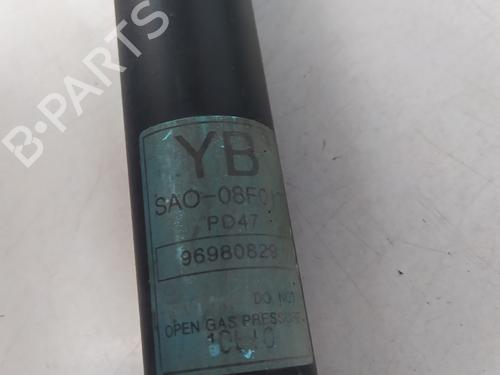 B-PARTS
YB
SAO-08F0
PD47
96980829
DO NOT
OPEN GAS PRESSURE